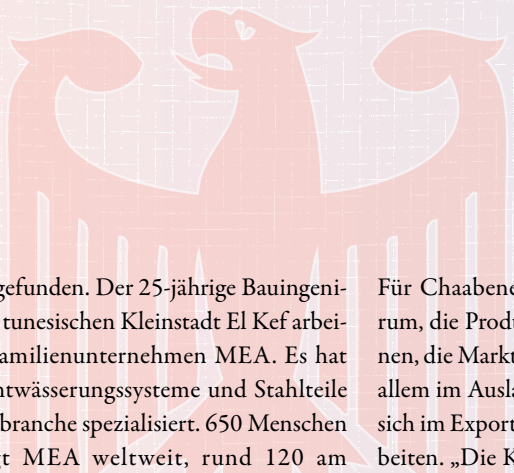 gefunden. Der 25-jährige Bauingeni-
tunesischen Kleinstadt El Kef arbei-
amilienunternehmen MEA. Es hat
ntwässerungssysteme und Stahlteile
branche spezialisiert. 650 Menschen
gt MEA weltweit, rund 120 am
Für Chaabene
rum, die Produ
nen, die Markt
allem im Ausla
sich im Export
beiten. „Die K